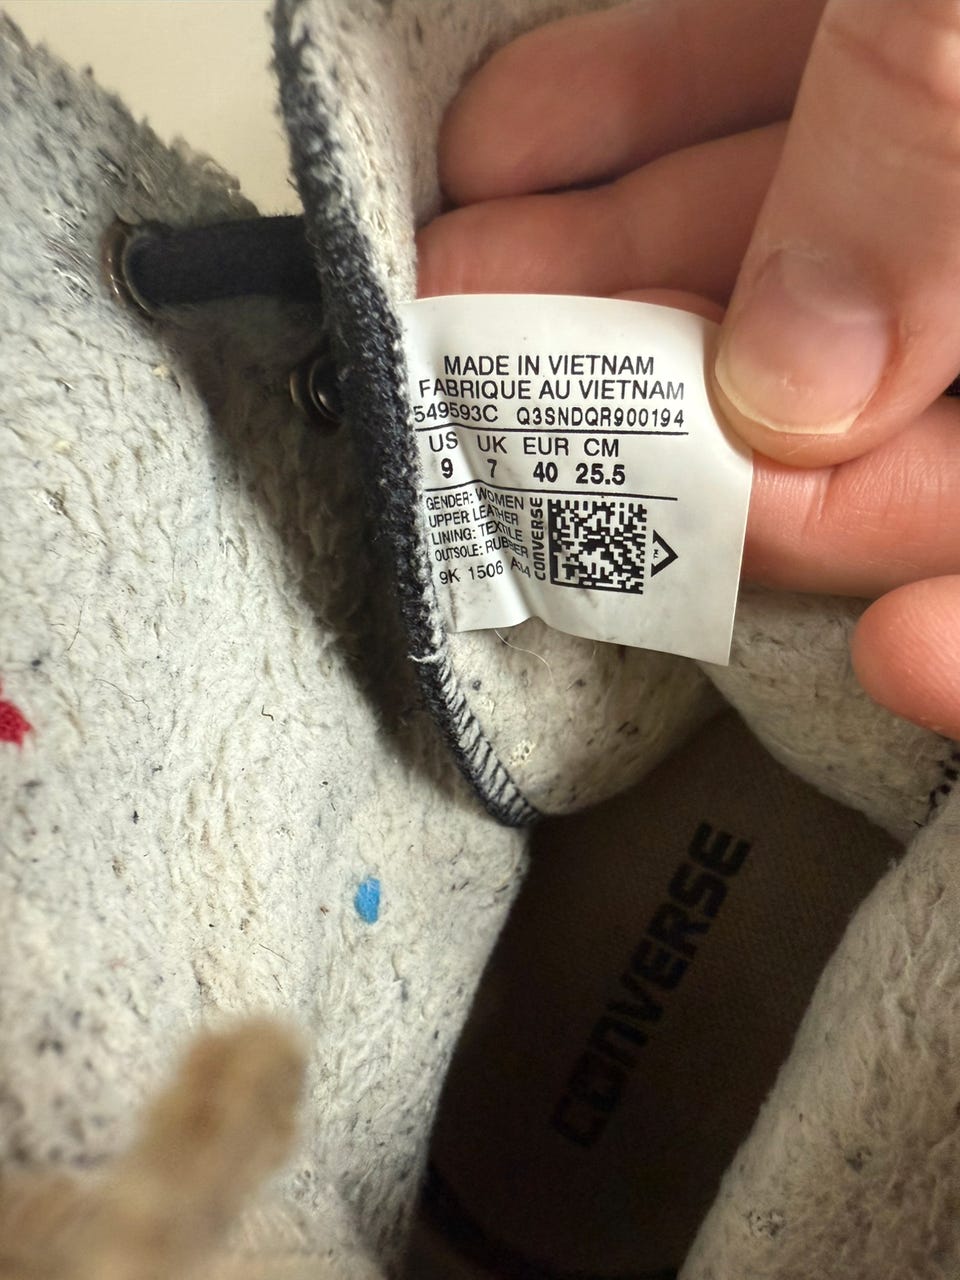 MADE IN VIETNAM
FABRIQUE AU VIETNAM
549593C Q3SNDQR900194
US UK EUR CM
9 7 40 25.5
GENDER: WOMEN
UPPER: LEATHER
LINING: TEXTILE
OUTSOLE: RUBBER
9K 1506
CONVERSE
TM
CONVERSE